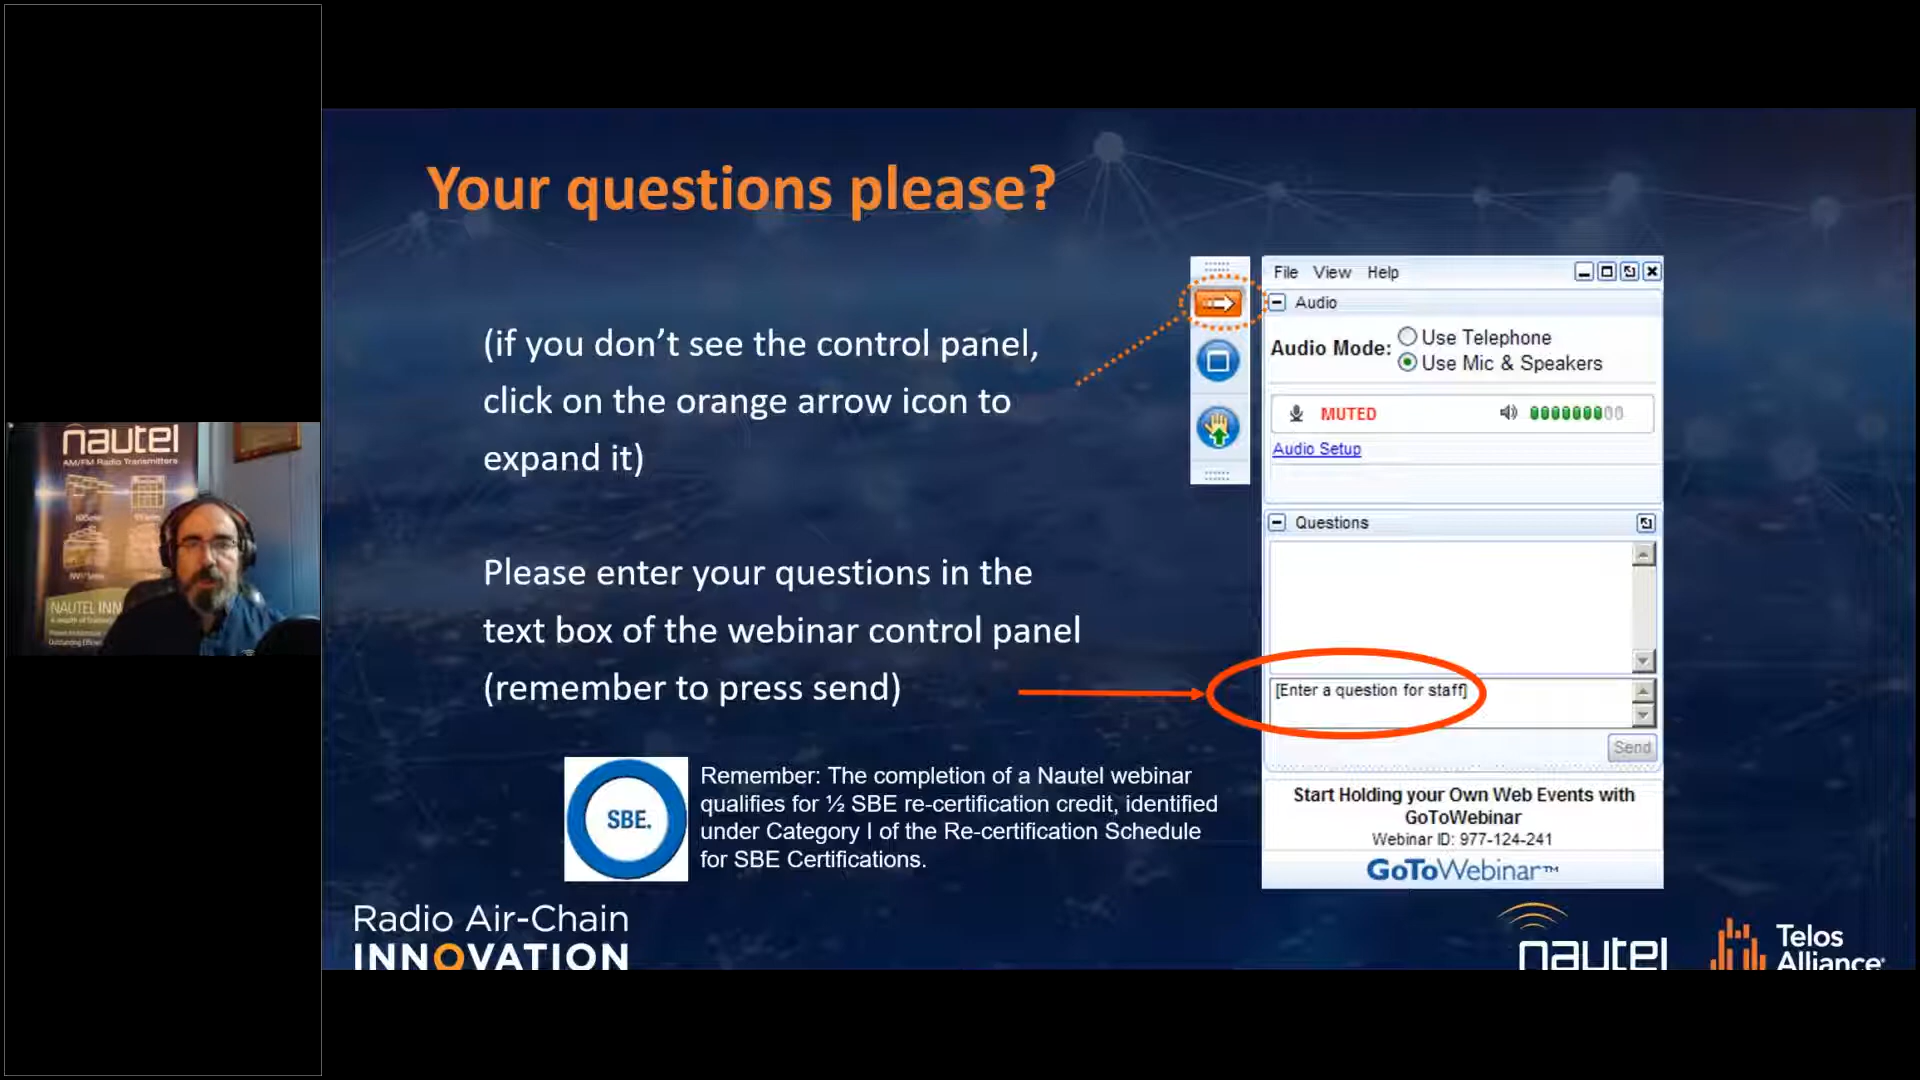 Your questions please?
(if you don’t see the control panel,
click on the orange arrow icon to
expand it)
Please enter your questions in the
text box of the webinar control panel
(remember to press send)
File View Help
Audio
Audio Mode:
Use Telephone
Use Mic & Speakers
MUTED
Audio Setup
Questions
[Enter a question for staff]
Send
Start Holding your Own Web Events with
GoToWebinar
Webinar ID: 977-124-241
GoToWebinar™
SBE.
Remember: The completion of a Nautel webinar
qualifies for ½ SBE re-certification credit, identified
under Category I of the Re-certification Schedule
for SBE Certifications.
Radio Air-Chain
INNOVATION
nautel
Telos
Alliance
nautel
AM/FM Radio Transmitters
NAUTEL INN